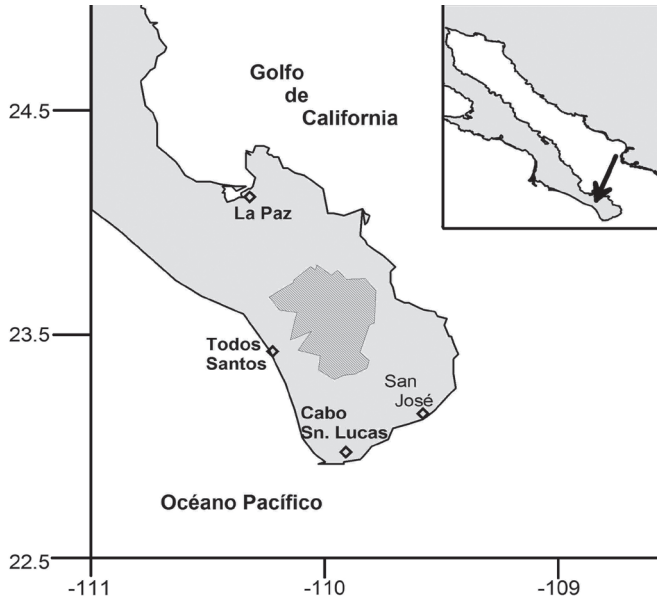 Golfo
de
California
24.5
La Paz
23.5
Todos
Santos
San
José
Cabo
Sn. Lucas
Océano Pacífico
22.5
-111
-110
-109